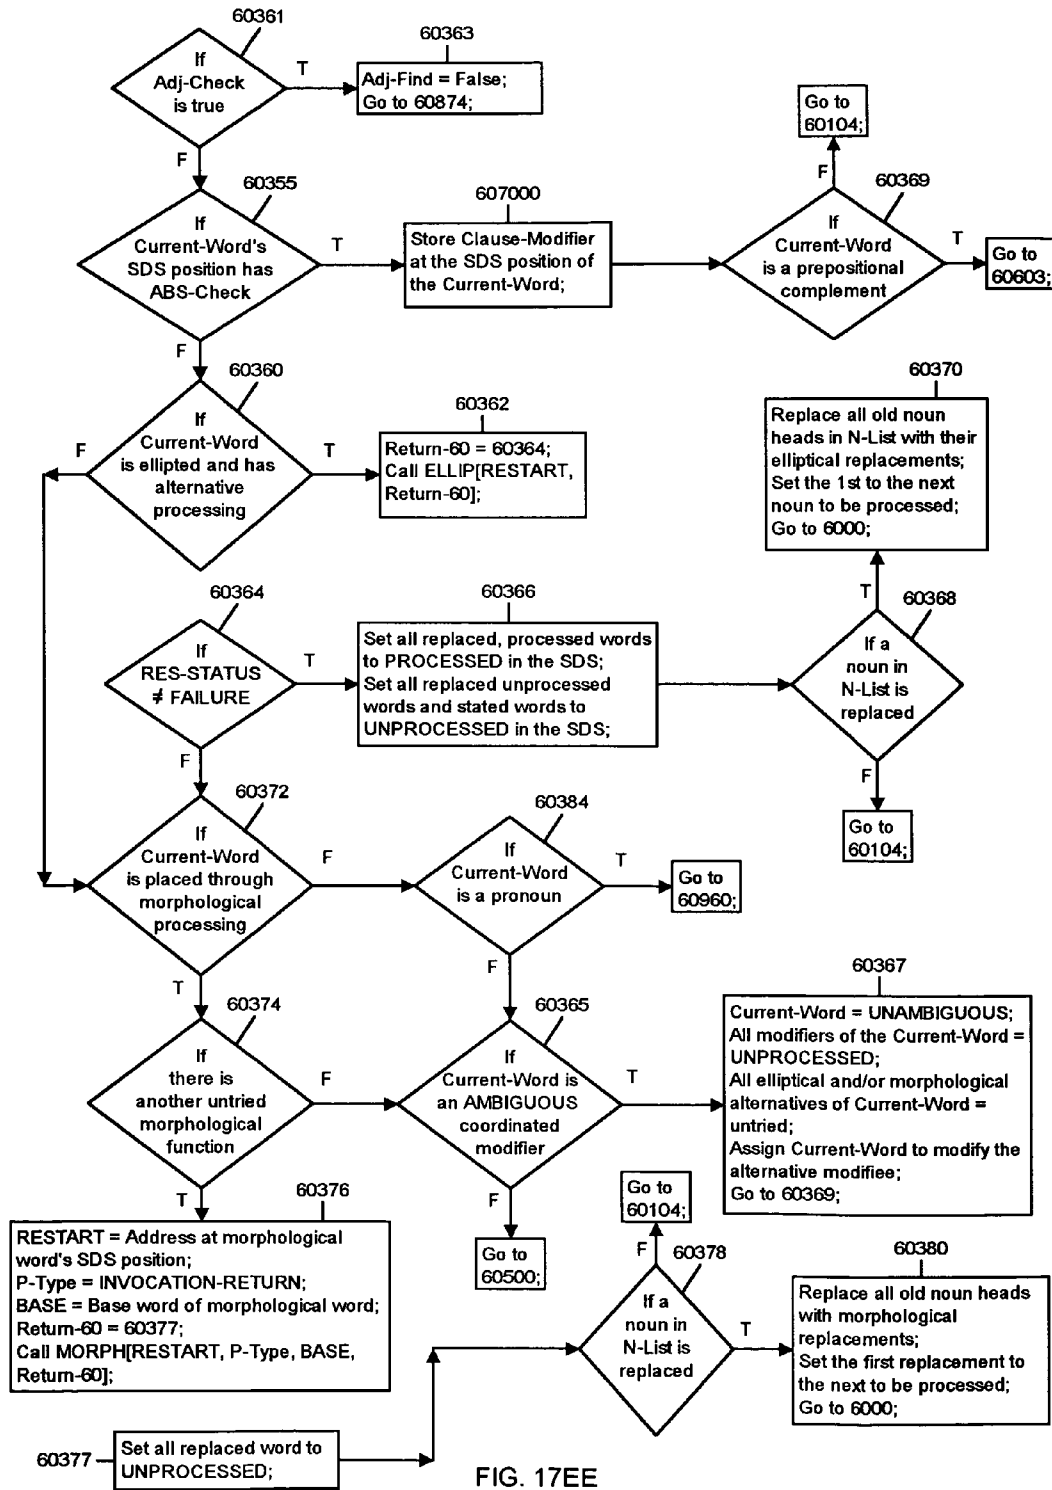 60361
If
Adj-Check
is true
T
F
60363
Adj-Find = False;
Go to 60874;
60355
If
Current-Word's
SDS position has
ABS-Check
T
F
607000
Store Clause-Modifier
at the SDS position of
the Current-Word;
Go to
60104;
F
60369
If
Current-Word
is a prepositional
complement
T
Go to
60603;
60360
If
Current-Word
is ellipted and has
alternative
processing
F
T
60362
Return-60 = 60364;
Call ELLIP[RESTART,
Return-60];
60370
Replace all old noun
heads in N-List with their
elliptical replacements;
Set the 1st to the next
noun to be processed;
Go to 6000;
60364
If
RES-STATUS
≠ FAILURE
T
F
60366
Set all replaced, processed words
to PROCESSED in the SDS;
Set all replaced unprocessed
words and stated words to
UNPROCESSED in the SDS;
T
60368
If a
noun in
N-List is
replaced
F
Go to
60104;
60372
If
Current-Word
is placed through
morphological
processing
F
T
60384
If
Current-Word
is a pronoun
T
F
Go to
60960;
60374
If
there is
another untried
morphological
function
F
T
60365
If
Current-Word is
an AMBIGUOUS
coordinated
modifier
T
F
Go to
60500;
60367
Current-Word = UNAMBIGUOUS;
All modifiers of the Current-Word =
UNPROCESSED;
All elliptical and/or morphological
alternatives of Current-Word =
untried;
Assign Current-Word to modify the
alternative modifiee;
Go to 60369;
60376
RESTART = Address at morphological
word's SDS position;
P-Type = INVOCATION-RETURN;
BASE = Base word of morphological word;
Return-60 = 60377;
Call MORPH[RESTART, P-Type, BASE,
Return-60];
Go to
60104;
F
60378
If a
noun in
N-List is
replaced
T
60380
Replace all old noun heads
with morphological
replacements;
Set the first replacement to
the next to be processed;
Go to 6000;
60377
Set all replaced word to
UNPROCESSED;
FIG. 17EE